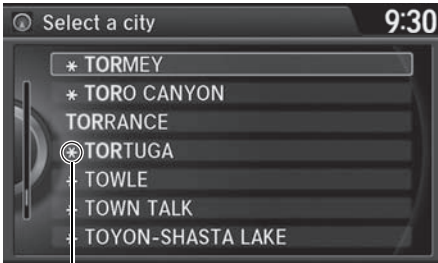 Select a city
9:30
* TORMEY
* TORO CANYON
TORRANCE
* TORTUGA
* TOWLE
* TOWN TALK
* TOYON-SHASTA LAKE